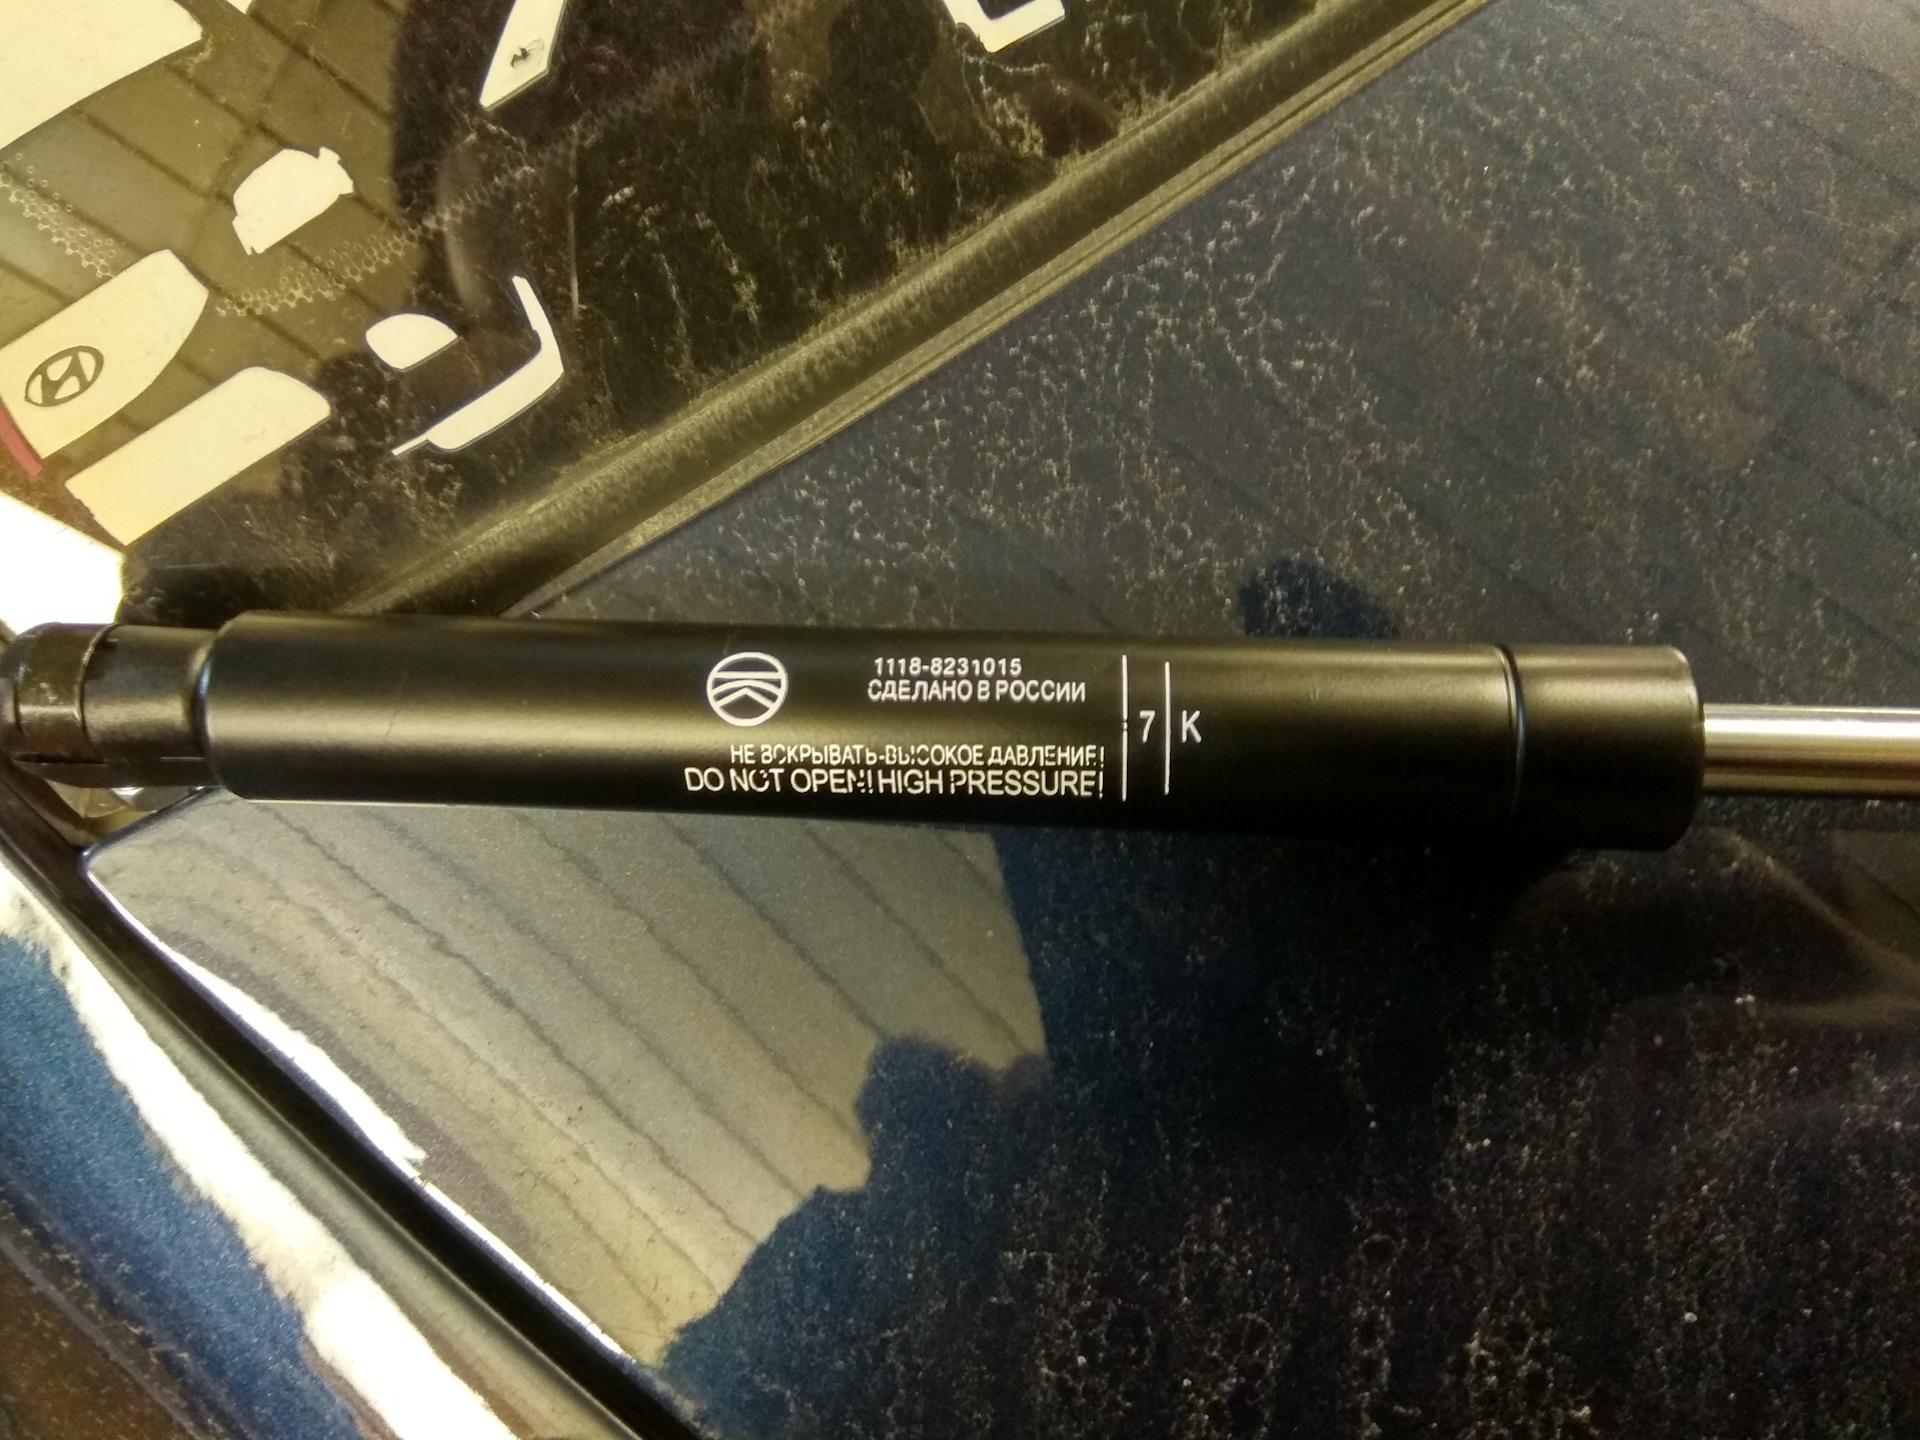 1118-8231015
СДЕЛАНО В РОССИИ
7 K
НЕ ВСКРЫВАТЬ-ВЫСОКОЕ ДАВЛЕНИЕ!
DO NOT OPEN! HIGH PRESSURE!